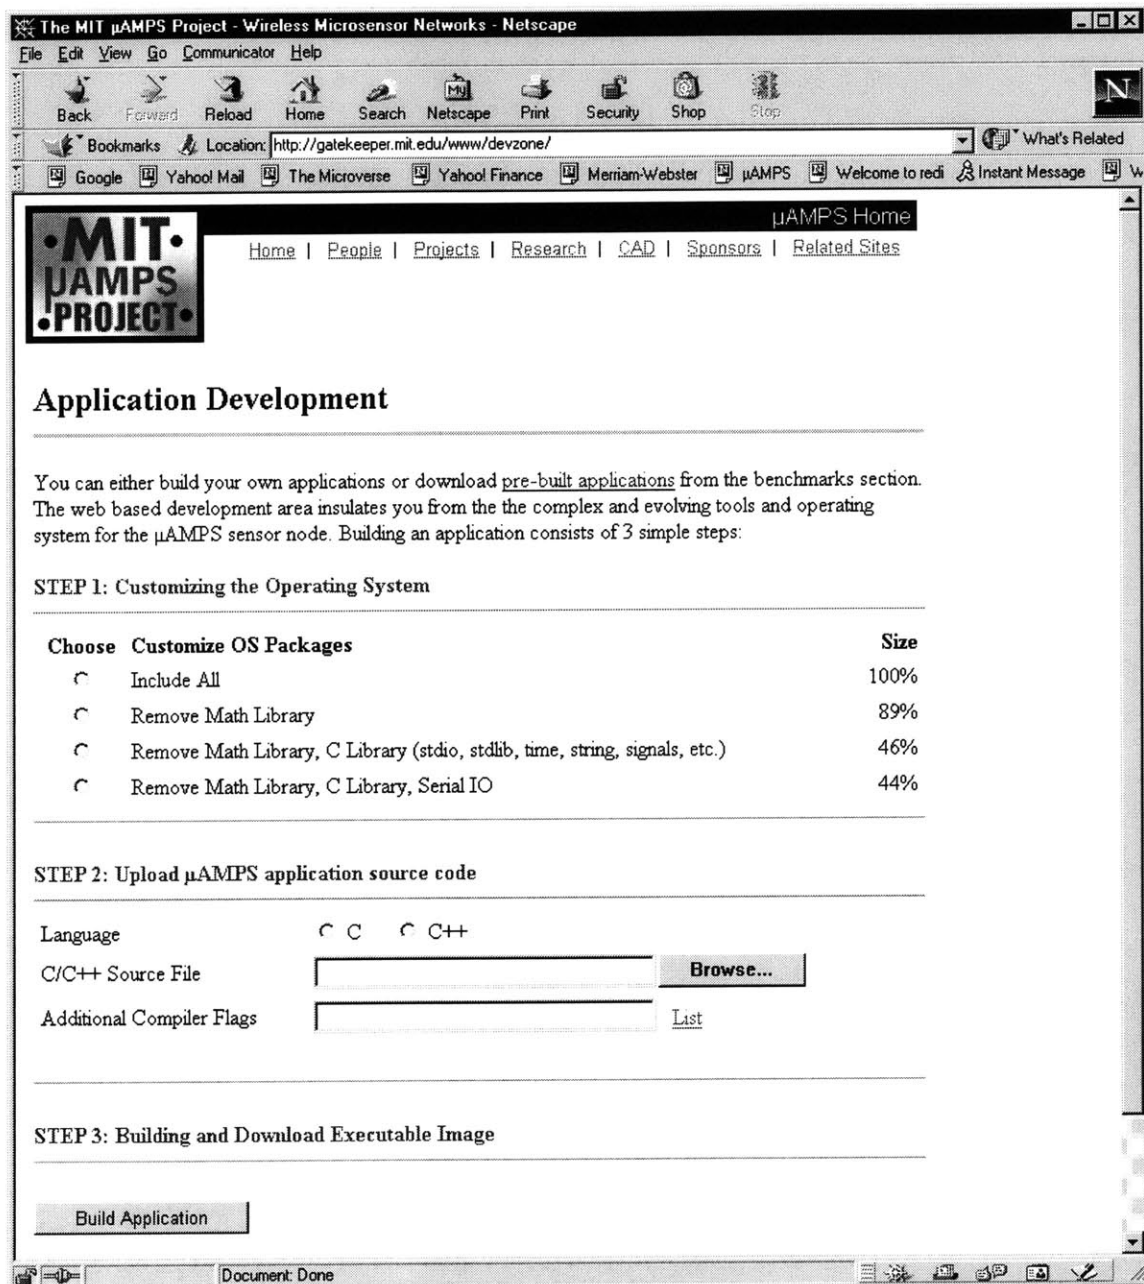 The MIT µAMPS Project - Wireless Microsensor Networks - Netscape
File Edit View Go Communicator Help
Back Forward Reload Home Search Netscape Print Security Shop Stop
My
N
Bookmarks Location: http://gatekeeper.mit.edu/www/devzone/ What's Related
Google Yahoo! Mail The Microverse Yahoo! Finance Merriam-Webster µAMPS Welcome to redi Instant Message W
•MIT•
µAMPS
•PROJECT•
µAMPS Home
Home | People | Projects | Research | CAD | Sponsors | Related Sites
Application Development
You can either build your own applications or download pre-built applications from the benchmarks section.
The web based development area insulates you from the the complex and evolving tools and operating
system for the µAMPS sensor node. Building an application consists of 3 simple steps:
STEP 1: Customizing the Operating System
Choose Customize OS Packages Size
Include All 100%
Remove Math Library 89%
Remove Math Library, C Library (stdio, stdlib, time, string, signals, etc.) 46%
Remove Math Library, C Library, Serial IO 44%
STEP 2: Upload µAMPS application source code
Language C C++
C/C++ Source File Browse...
Additional Compiler Flags List
STEP 3: Building and Download Executable Image
Build Application
Document: Done